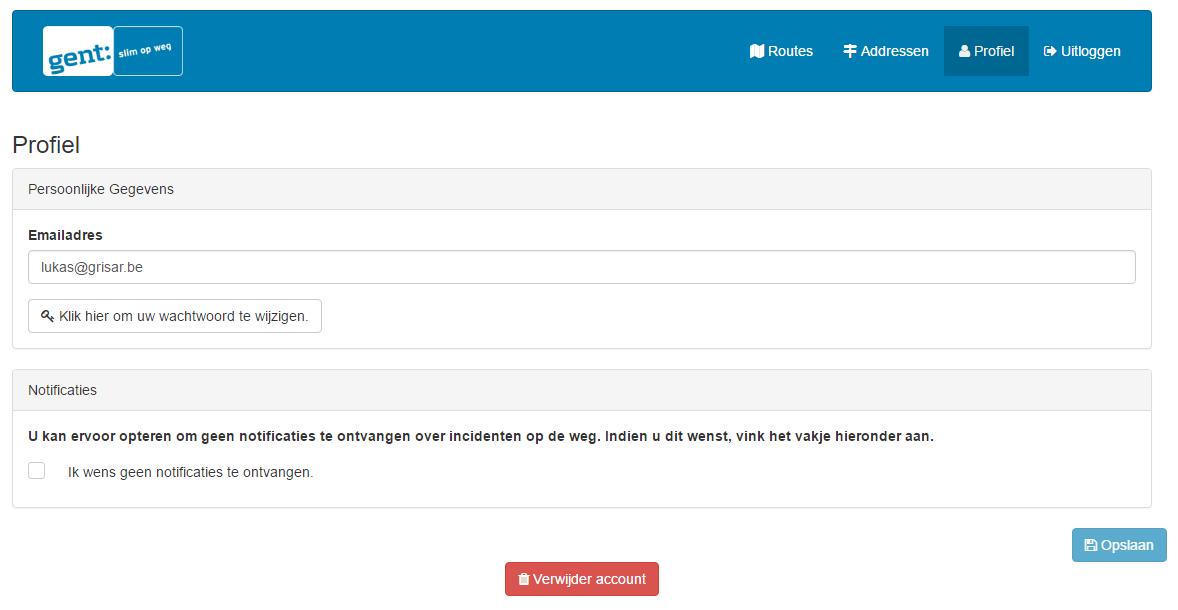 gent: slim op weg
Routes Addressen Profiel Uitloggen
Profiel
Persoonlijke Gegevens
Emailadres
lukas@grisar.be
Klik hier om uw wachtwoord te wijzigen.
Notificaties
U kan ervoor opteren om geen notificaties te ontvangen over incidenten op de weg. Indien u dit wenst, vink het vakje hieronder aan.
Ik wens geen notificaties te ontvangen.
Opslaan
Verwijder account